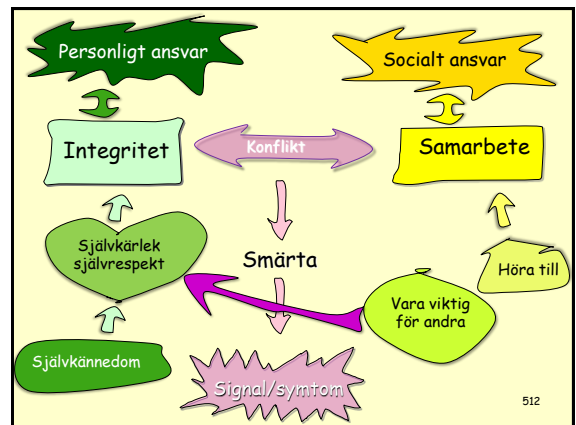 Personligt ansvar
Socialt ansvar
Integritet
Konflikt
Samarbete
Självkärlek
självrespekt
Smärta
Höra till
Vara viktig
för andra
Självkännedom
Signal/symtom
512